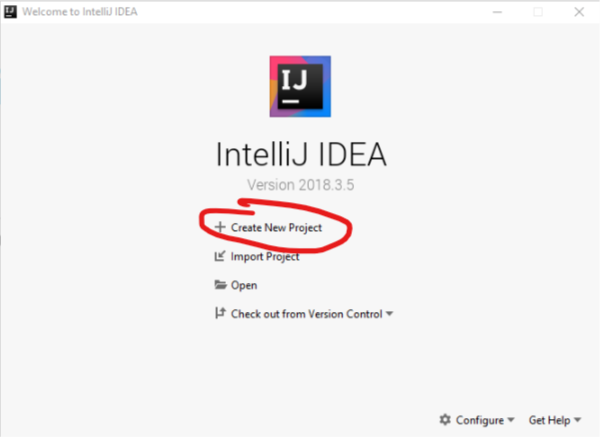 IJ Welcome to IntelliJ IDEA
IJ
IntelliJ IDEA
Version 2018.3.5
Create New Project
Import Project
Open
Check out from Version Control
Configure Get Help